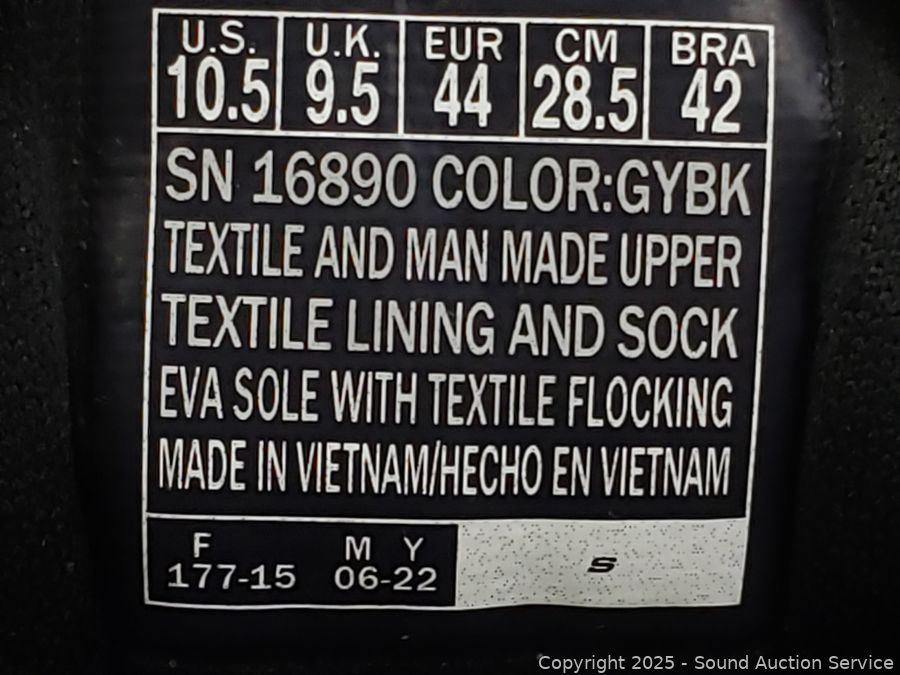 U.S. U.K. EUR CM BRA
10.5 9.5 44 28.5 42
SN 16890 COLOR:GYBK
TEXTILE AND MAN MADE UPPER
TEXTILE LINING AND SOCK
EVA SOLE WITH TEXTILE FLOCKING
MADE IN VIETNAM/HECHO EN VIETNAM
F M Y
177-15 06-22
S
Copyright 2025 - Sound Auction Service